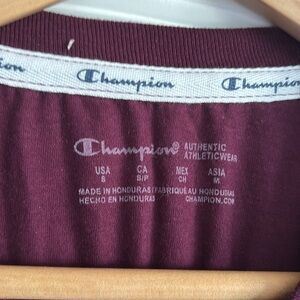 ion Champion Champion
Champion® AUTHENTIC
ATHLETICWEAR
USA CA MEX ASIA
S S/P CH M
MADE IN HONDURAS/FABRIQUÉ AU HONDURAS
HECHO EN HONDURAS CHAMPION.COM